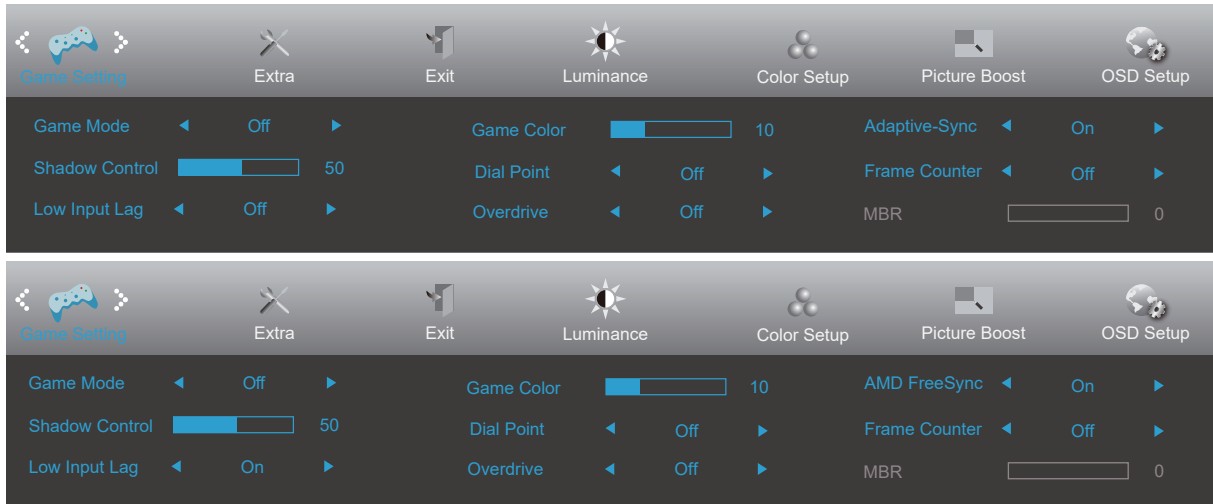 Game Setting Extra Exit Luminance Color Setup Picture Boost OSD Setup
Game Mode Off Game Color 10 Adaptive-Sync On
Shadow Control 50 Dial Point Off Frame Counter Off
Low Input Lag Off Overdrive Off MBR 0
Game Setting Extra Exit Luminance Color Setup Picture Boost OSD Setup
Game Mode Off Game Color 10 AMD FreeSync On
Shadow Control 50 Dial Point Off Frame Counter Off
Low Input Lag On Overdrive Off MBR 0